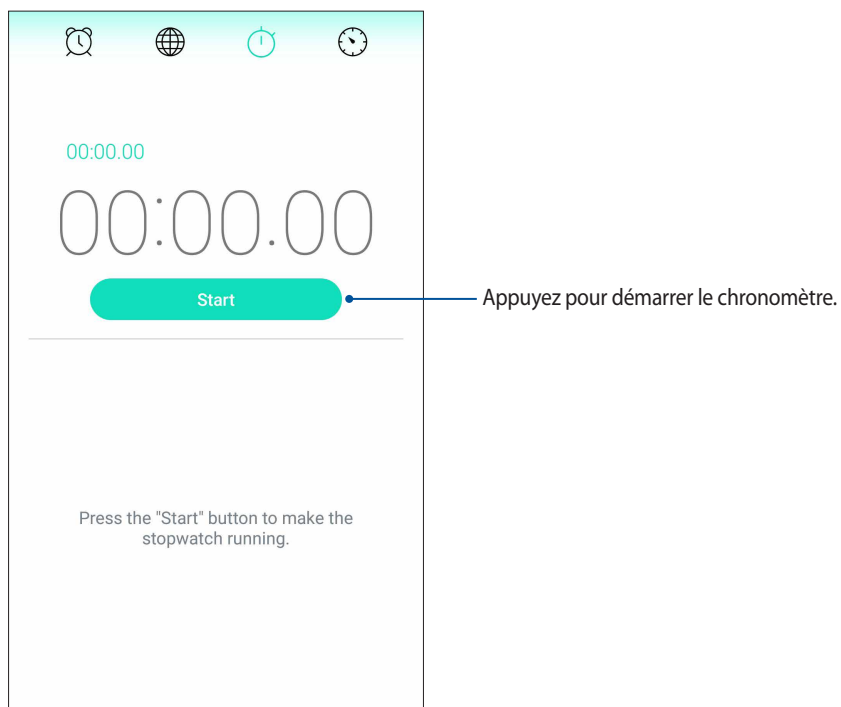 00:00.00
00:00.00
Start
Appuyez pour démarrer le chronomètre.
Press the "Start" button to make the
stopwatch running.